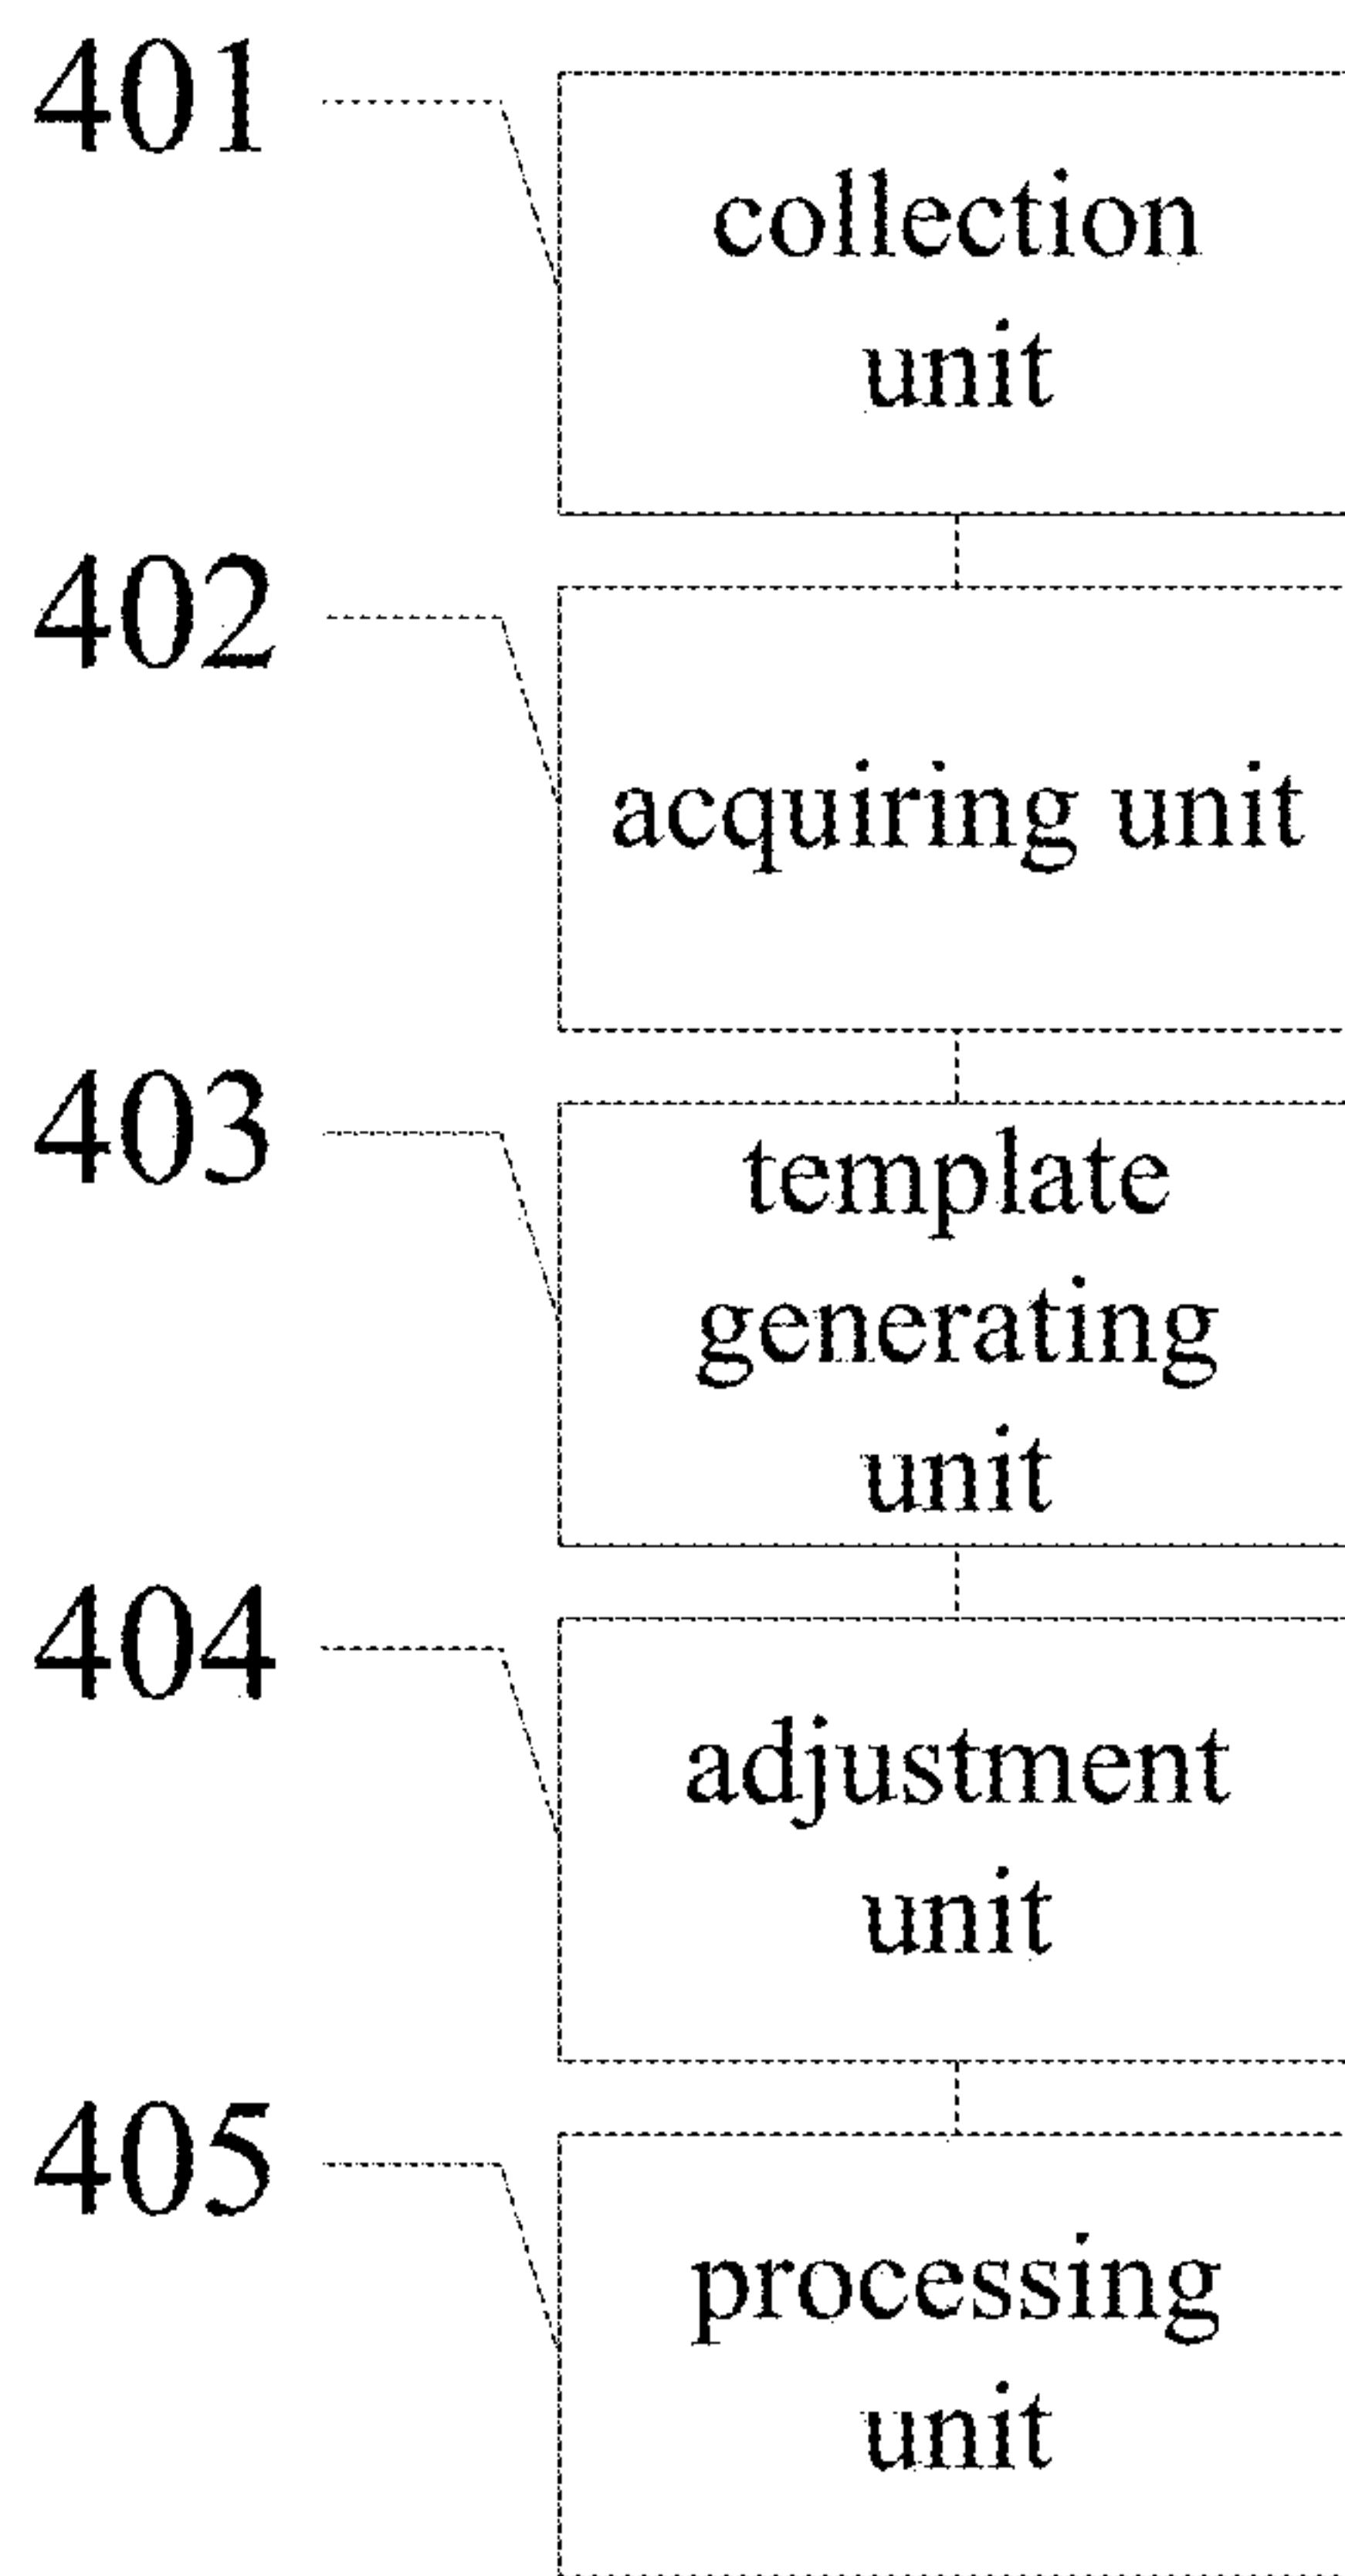 401
collection
unit
402
acquiring unit
403
template
generating
unit
404
adjustment
unit
405
processing
unit